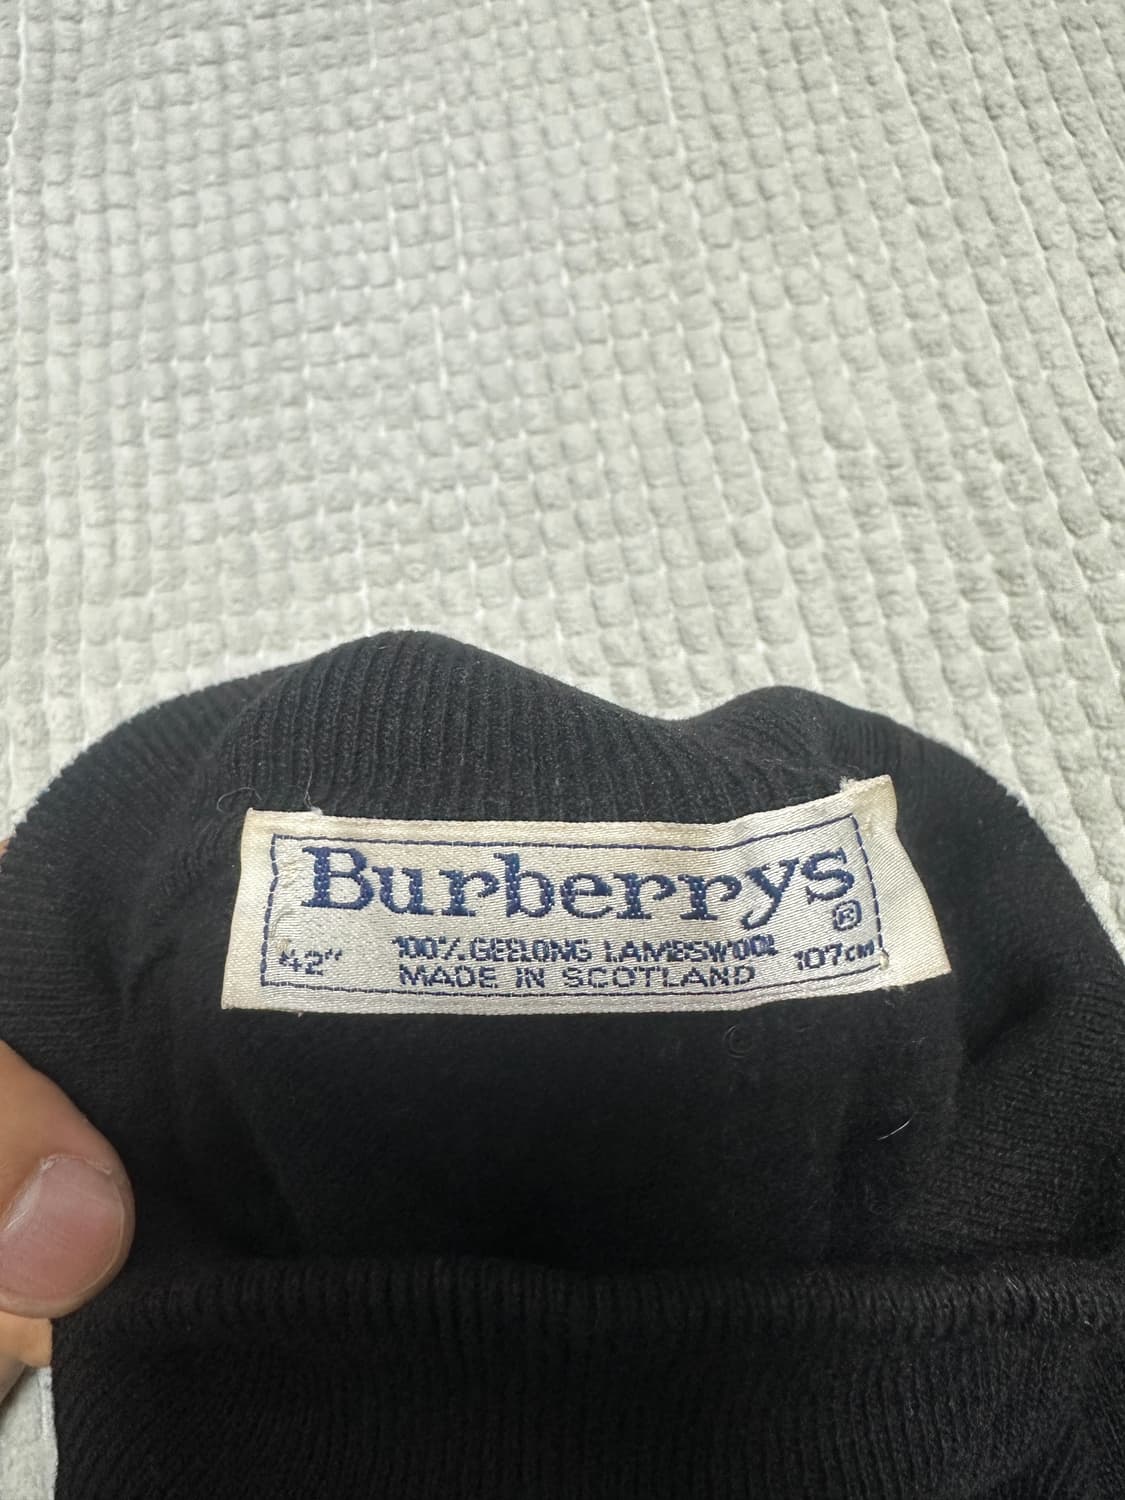 Burberrys
®
42" 100% GEELONG LAMBSWOOL 107CM
MADE IN SCOTLAND